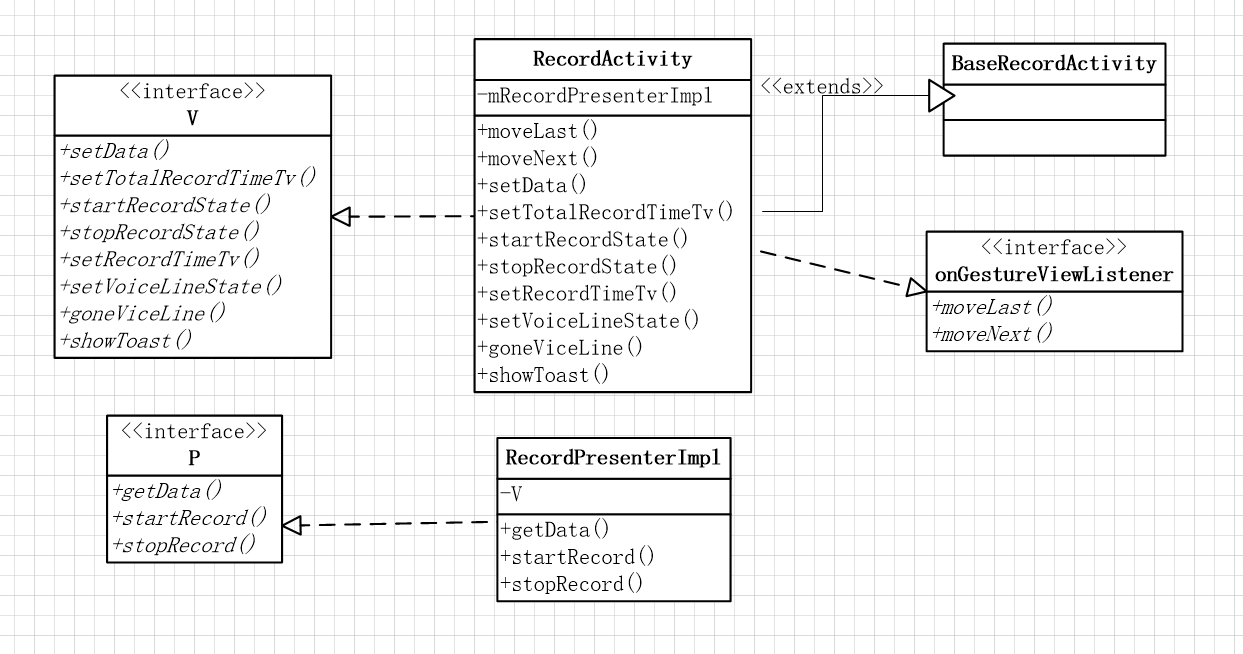 <<interface>>
V
+setData()
+setTotalRecordTimeTv()
+startRecordState()
+stopRecordState()
+setRecordTimeTv()
+setVoiceLineState()
+goneViceLine()
+showToast()
RecordActivity
-mRecordPresenterImpl
+moveLast()
+moveNext()
+setData()
+setTotalRecordTimeTv()
+startRecordState()
+stopRecordState()
+setRecordTimeTv()
+setVoiceLineState()
+goneViceLine()
+showToast()
<<extends>>
BaseRecordActivity
<<interface>>
onGestureViewListener
+moveLast()
+moveNext()
<<interface>>
P
+getData()
+startRecord()
+stopRecord()
RecordPresenterImpl
-V
+getData()
+startRecord()
+stopRecord()